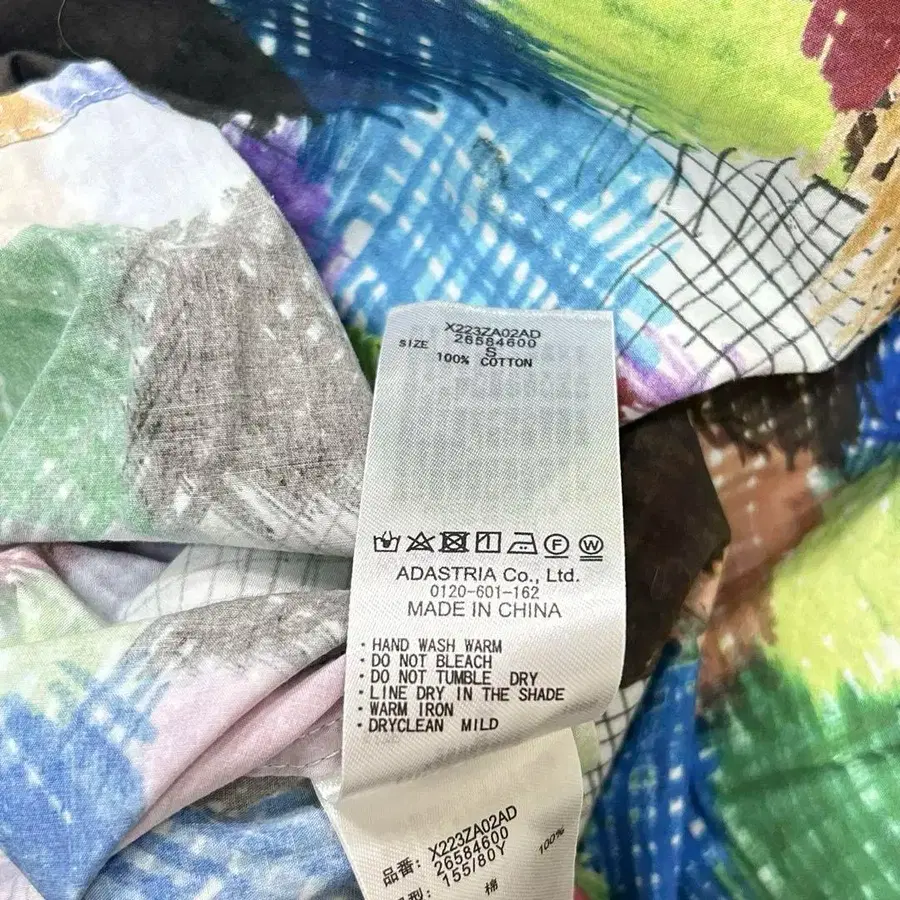 X223ZA02AD
26584600
SIZE S
100% COTTON
ADASTRIA Co., Ltd.
0120-601-162
MADE IN CHINA
・HAND WASH WARM
・DO NOT BLEACH
・DO NOT TUMBLE DRY
・LINE DRY IN THE SHADE
・WARM IRON
・DRYCLEAN MILD
品番: X223ZA02AD
26584600
155/80Y
棉 100%